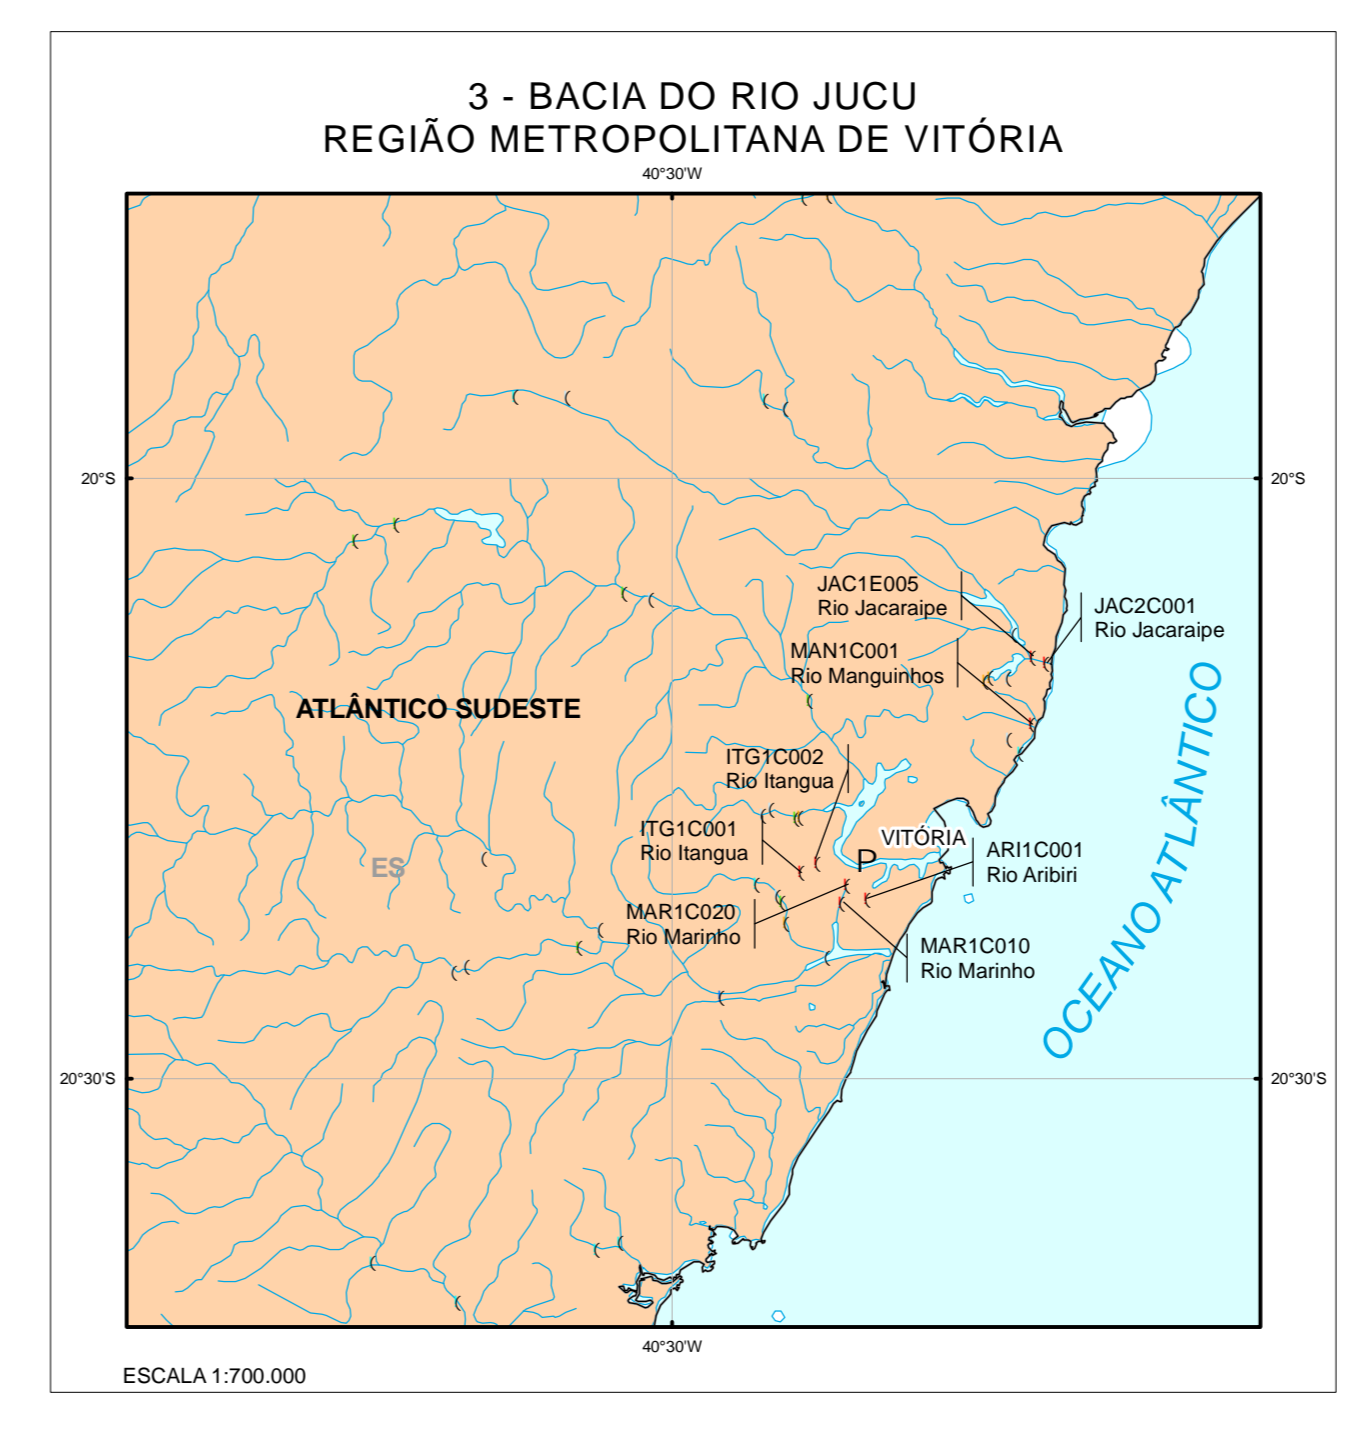 3 - BACIA DO RIO JUCU
REGIÃO METROPOLITANA DE VITÓRIA
40°30'W
20°S
20°S
JAC1E005
Rio Jacaraipe
JAC2C001
Rio Jacaraipe
MAN1C001
Rio Manguinhos
ATLÂNTICO SUDESTE
OCEANO ATLÂNTICO
ITG1C002
Rio Itangua
ITG1C001
Rio Itangua
VITÓRIA
P
ES
ARI1C001
Rio Aribiri
MAR1C020
Rio Marinho
MAR1C010
Rio Marinho
20°30'S
20°30'S
40°30'W
ESCALA 1:700.000